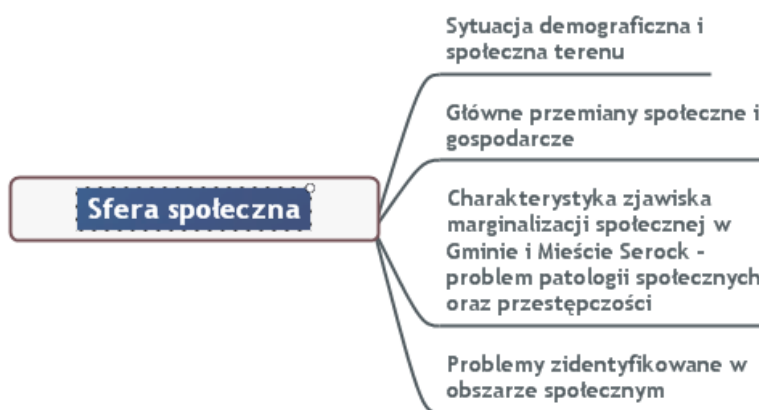 Sytuacja demograficzna i
społeczna terenu
Główne przemiany społeczne i
gospodarcze
Sfera społeczna
Charakterystyka zjawiska
marginalizacji społecznej w
Gminie i Mieście Serock -
problem patologii społecznych
oraz przestępczości
Problemy zidentyfikowane w
obszarze społecznym